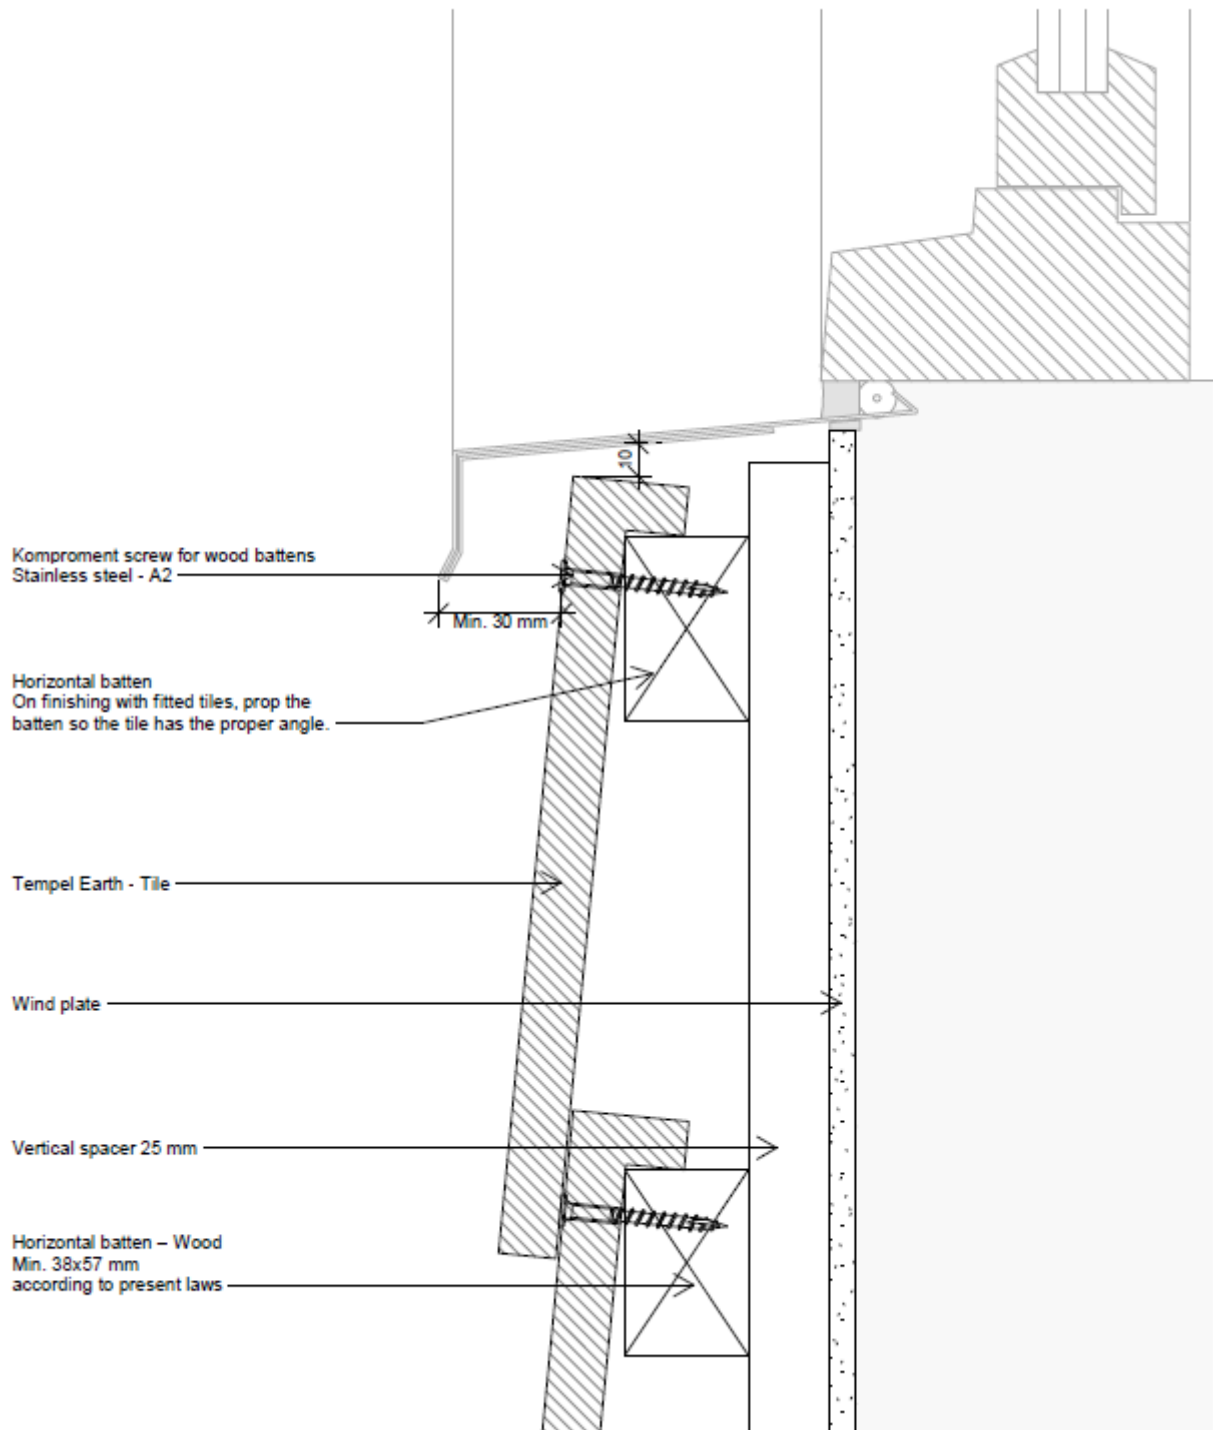 10
Komproment screw for wood battens
Stainless steel - A2
Min. 30 mm
Horizontal batten
On finishing with fitted tiles, prop the
batten so the tile has the proper angle.
Tempel Earth - Tile
Wind plate
Vertical spacer 25 mm
Horizontal batten – Wood
Min. 38x57 mm
according to present laws